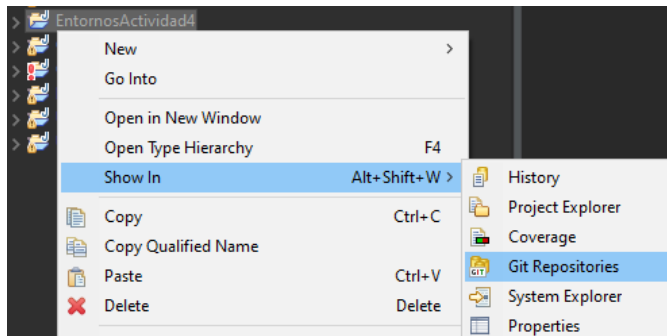 EntornosActividad4
New
Go Into
Open in New Window
Open Type Hierarchy F4
Show In Alt+Shift+W
Copy Ctrl+C
Copy Qualified Name
Paste Ctrl+V
Delete Delete
History
Project Explorer
Coverage
GIT Git Repositories
System Explorer
Properties